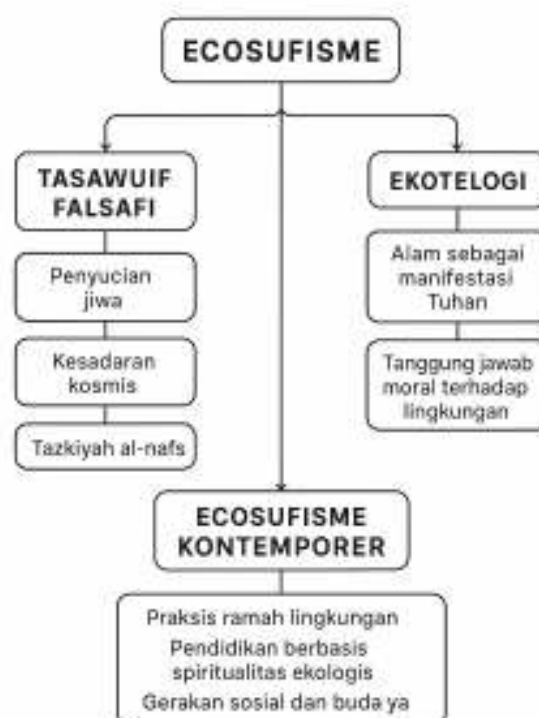 ECOSUFISME
TASAWUIF
FALSAFI
Penyucian
jiwa
Kesadaran
kosmis
Tazkiyah al-nafs
EKOTELOGI
Alam sebagai
manifestasi
Tuhan
Tanggung jawab
moral terhadap
lingkungan
ECOSUFISME
KONTEMPORER
Praksis ramah lingkungan
Pendidikan berbasis
spiritualitas ekologis
Gerakan sosial dan buda ya